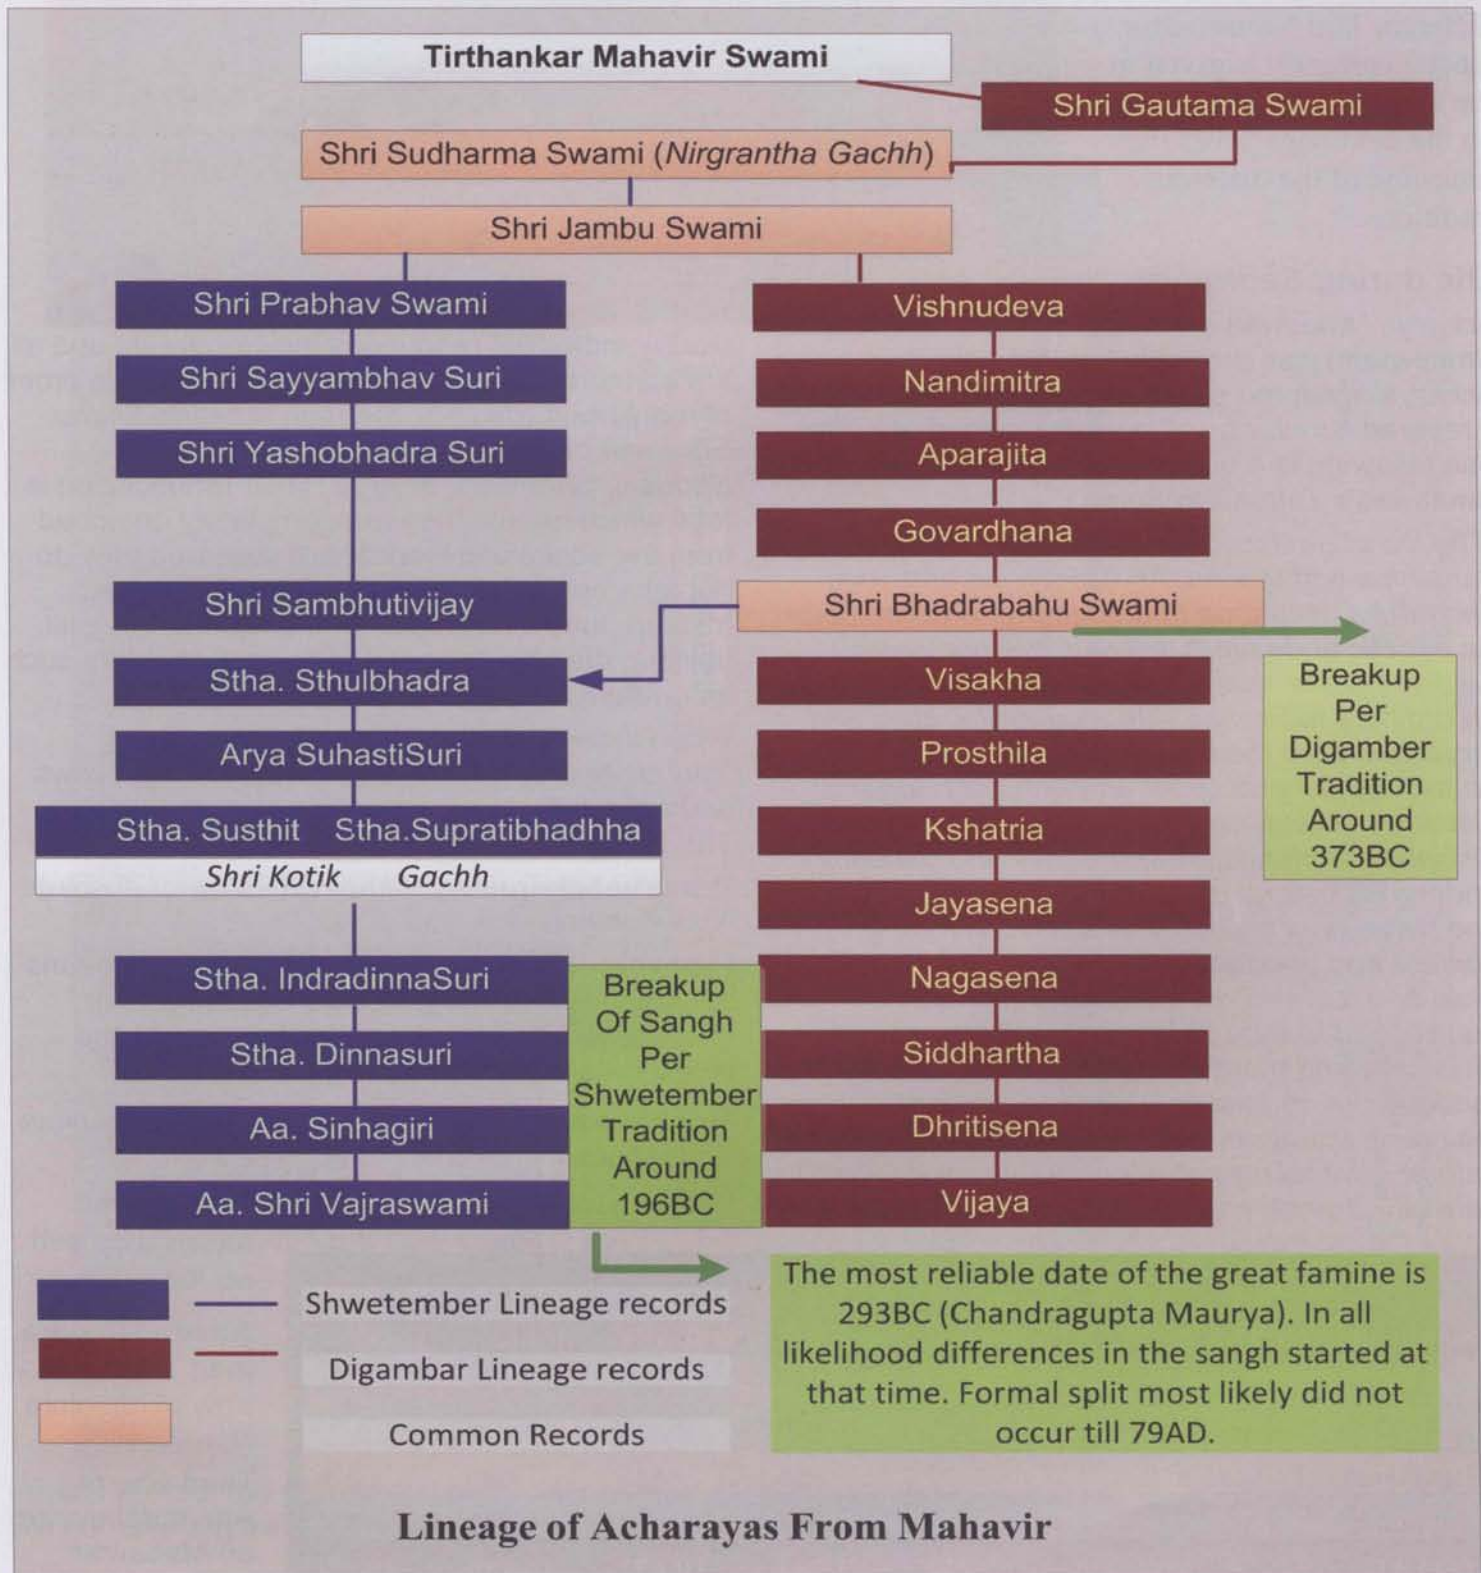 Tirthankar Mahavir Swami
Shri Gautama Swami
Shri Sudharma Swami (Nirgrantha Gachh)
Shri Jambu Swami
Shri Prabhav Swami
Shri Sayyambhav Suri
Shri Yashobhadra Suri
Shri Sambhutivijay
Stha. Sthulbhadra
Arya SuhastiSuri
Stha. Susthit Stha.Supratibhadhha
Shri Kotik Gachh
Stha. IndradinnaSuri
Stha. Dinnasuri
Aa. Sinhagiri
Aa. Shri Vajraswami
Vishnudeva
Nandimitra
Aparajita
Govardhana
Shri Bhadrabahu Swami
Visakha
Prosthila
Kshatria
Jayasena
Nagasena
Siddhartha
Dhritisena
Vijaya
Breakup
Per
Digamber
Tradition
Around
373BC
Breakup
Of Sangh
Per
Shwetember
Tradition
Around
196BC
Shwetember Lineage records
Digambar Lineage records
Common Records
The most reliable date of the great famine is
293BC (Chandragupta Maurya). In all
likelihood differences in the sangh started at
that time. Formal split most likely did not
occur till 79AD.
Lineage of Acharayas From Mahavir